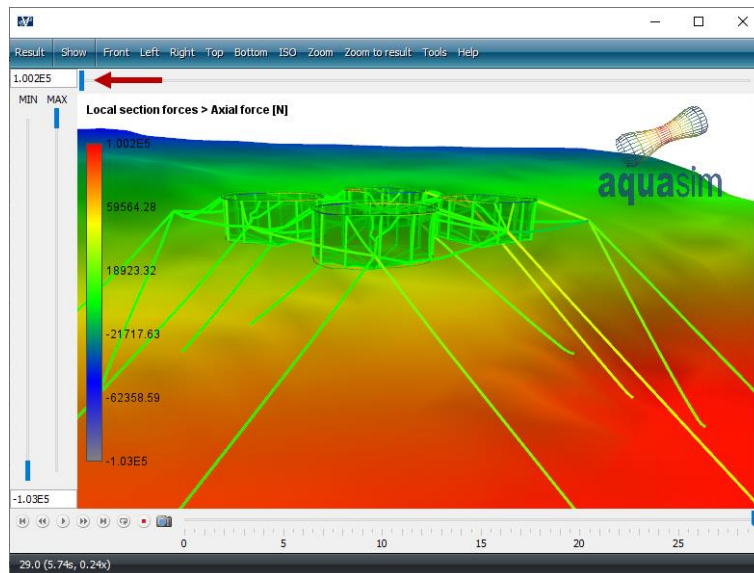 Result Show Front Left Right Top Bottom ISO Zoom Zoom to result Tools Help
1.002E5
MIN MAX
Local section forces > Axial force [N]
1.002E5
59564.28
18923.32
-21717.63
-62358.59
-1.03E5
aquasim
-1.03E5
0 5 10 15 20 25
29.0 (5.74s, 0.24x)